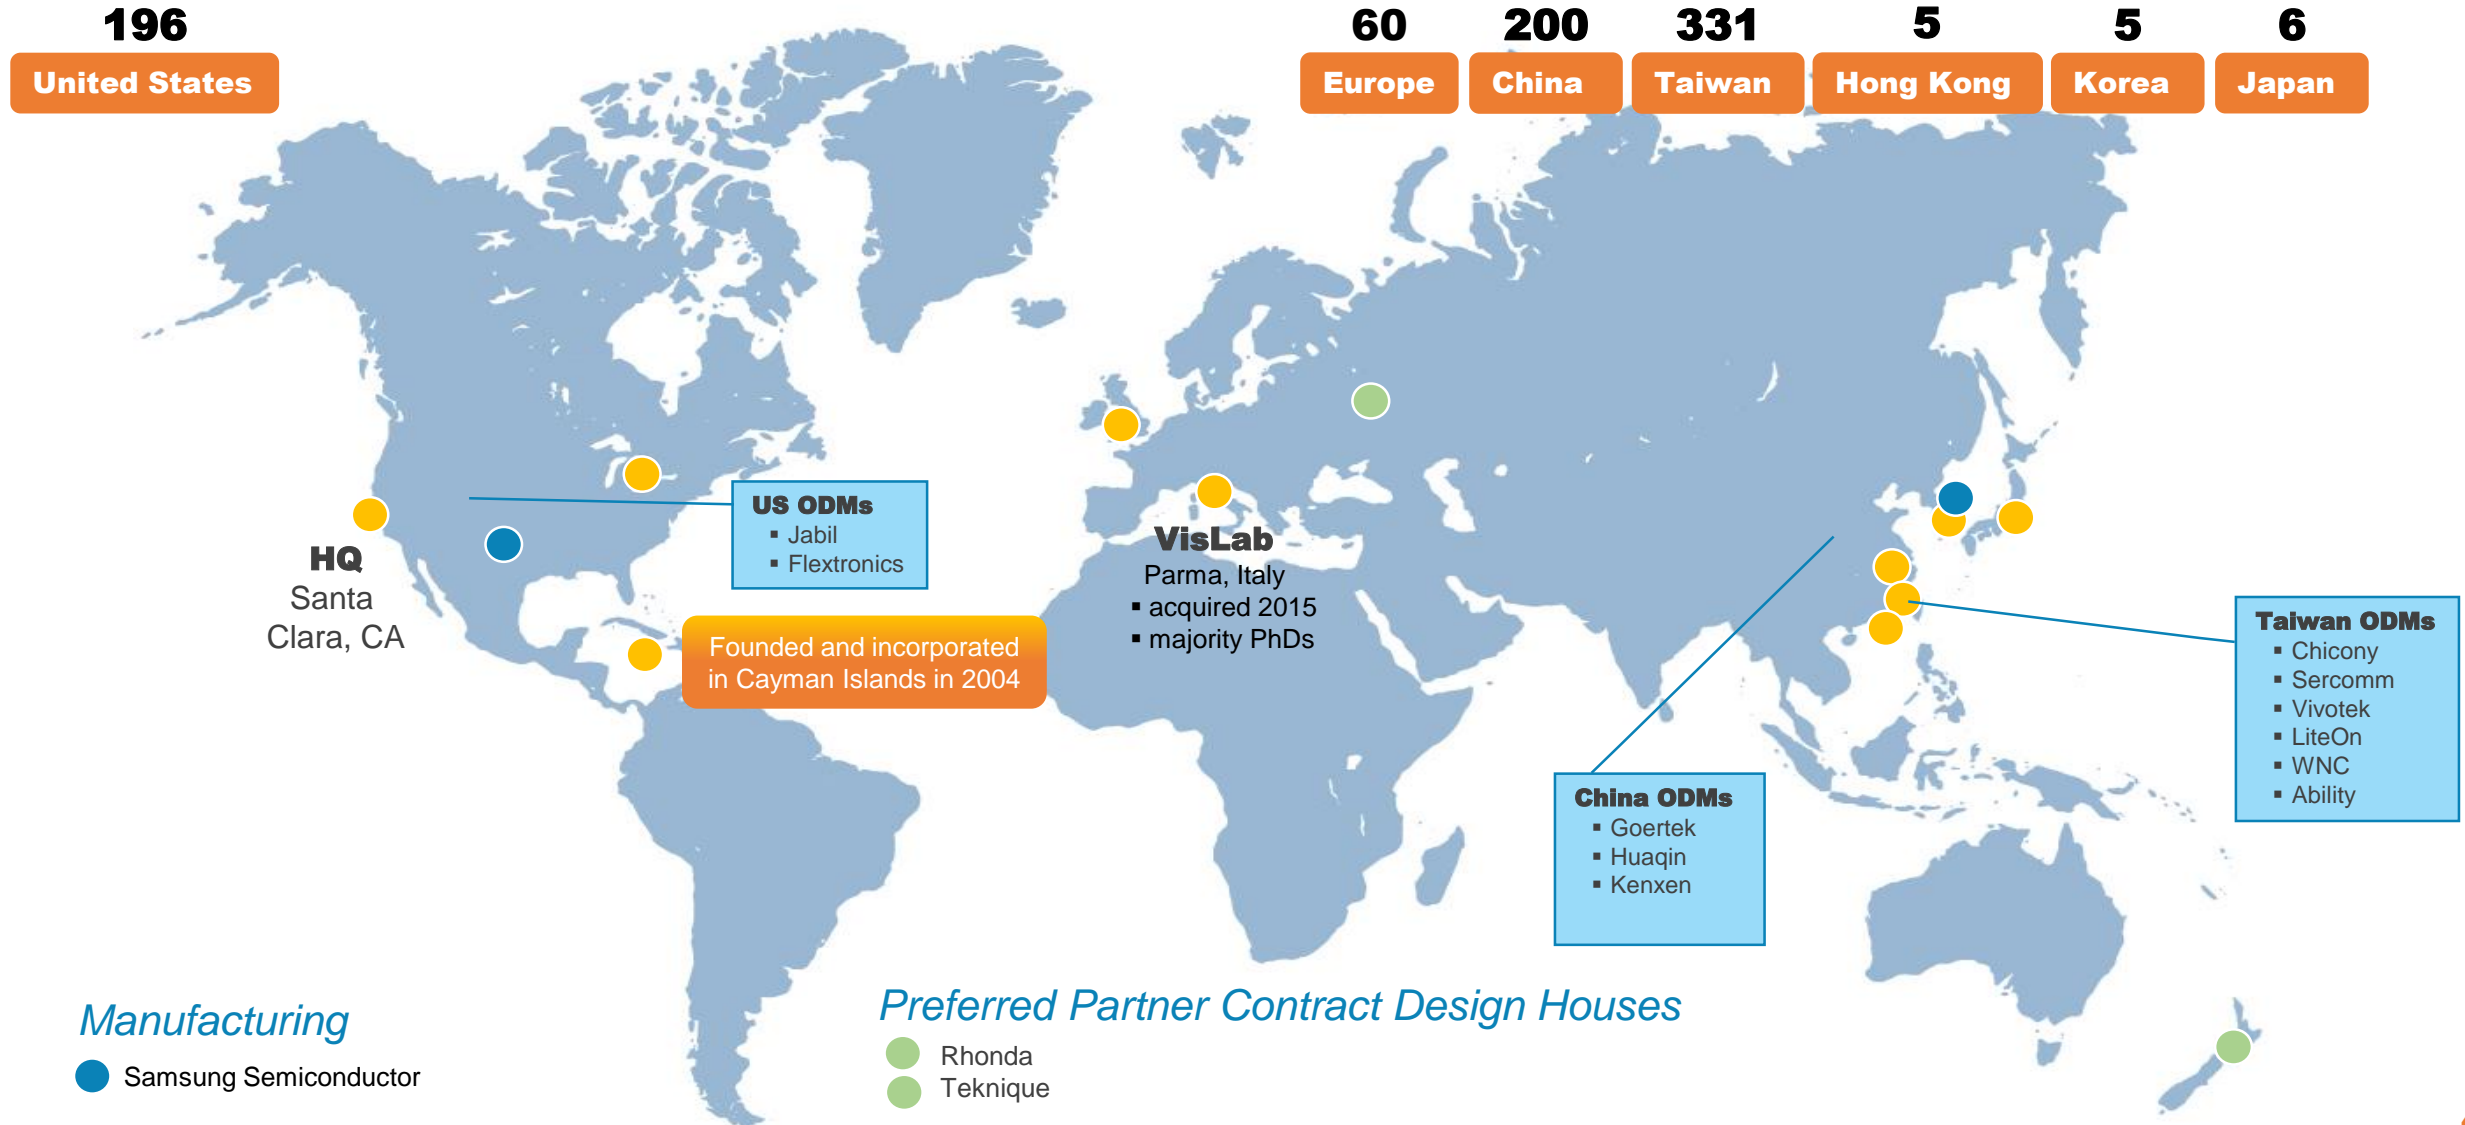 196
United States
60
Europe
200
China
331
Taiwan
5
Hong Kong
5
Korea
6
Japan
HQ
Santa
Clara, CA
US ODMs
▪ Jabil
▪ Flextronics
Founded and incorporated
in Cayman Islands in 2004
VisLab
Parma, Italy
▪ acquired 2015
▪ majority PhDs
China ODMs
▪ Goertek
▪ Huaqin
▪ Kenxen
Taiwan ODMs
▪ Chicony
▪ Sercomm
▪ Vivotek
▪ LiteOn
▪ WNC
▪ Ability
Manufacturing
Samsung Semiconductor
Preferred Partner Contract Design Houses
Rhonda
Teknique